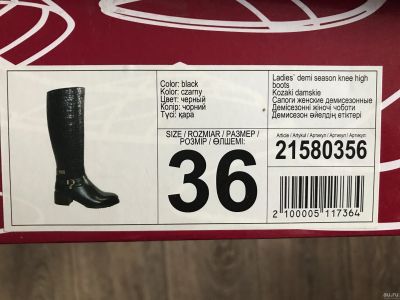 Color: black
Kolor: czarny
Цвет: черный
Колір: чорний
Түсі: қара
SIZE / ROZMIAR / РАЗМЕР /
РОЗМІР / ӨЛШЕМІ:
36
Ladies` demi season knee high
boots
Kozaki damskie
Сапоги женские демисезонные
Демісезонні жіночі чоботи
Демисезон әйелдің етіктері
Article / Artykuł / Артикул / Артикул / Артикул
21580356
2 100005 117364
au.ru